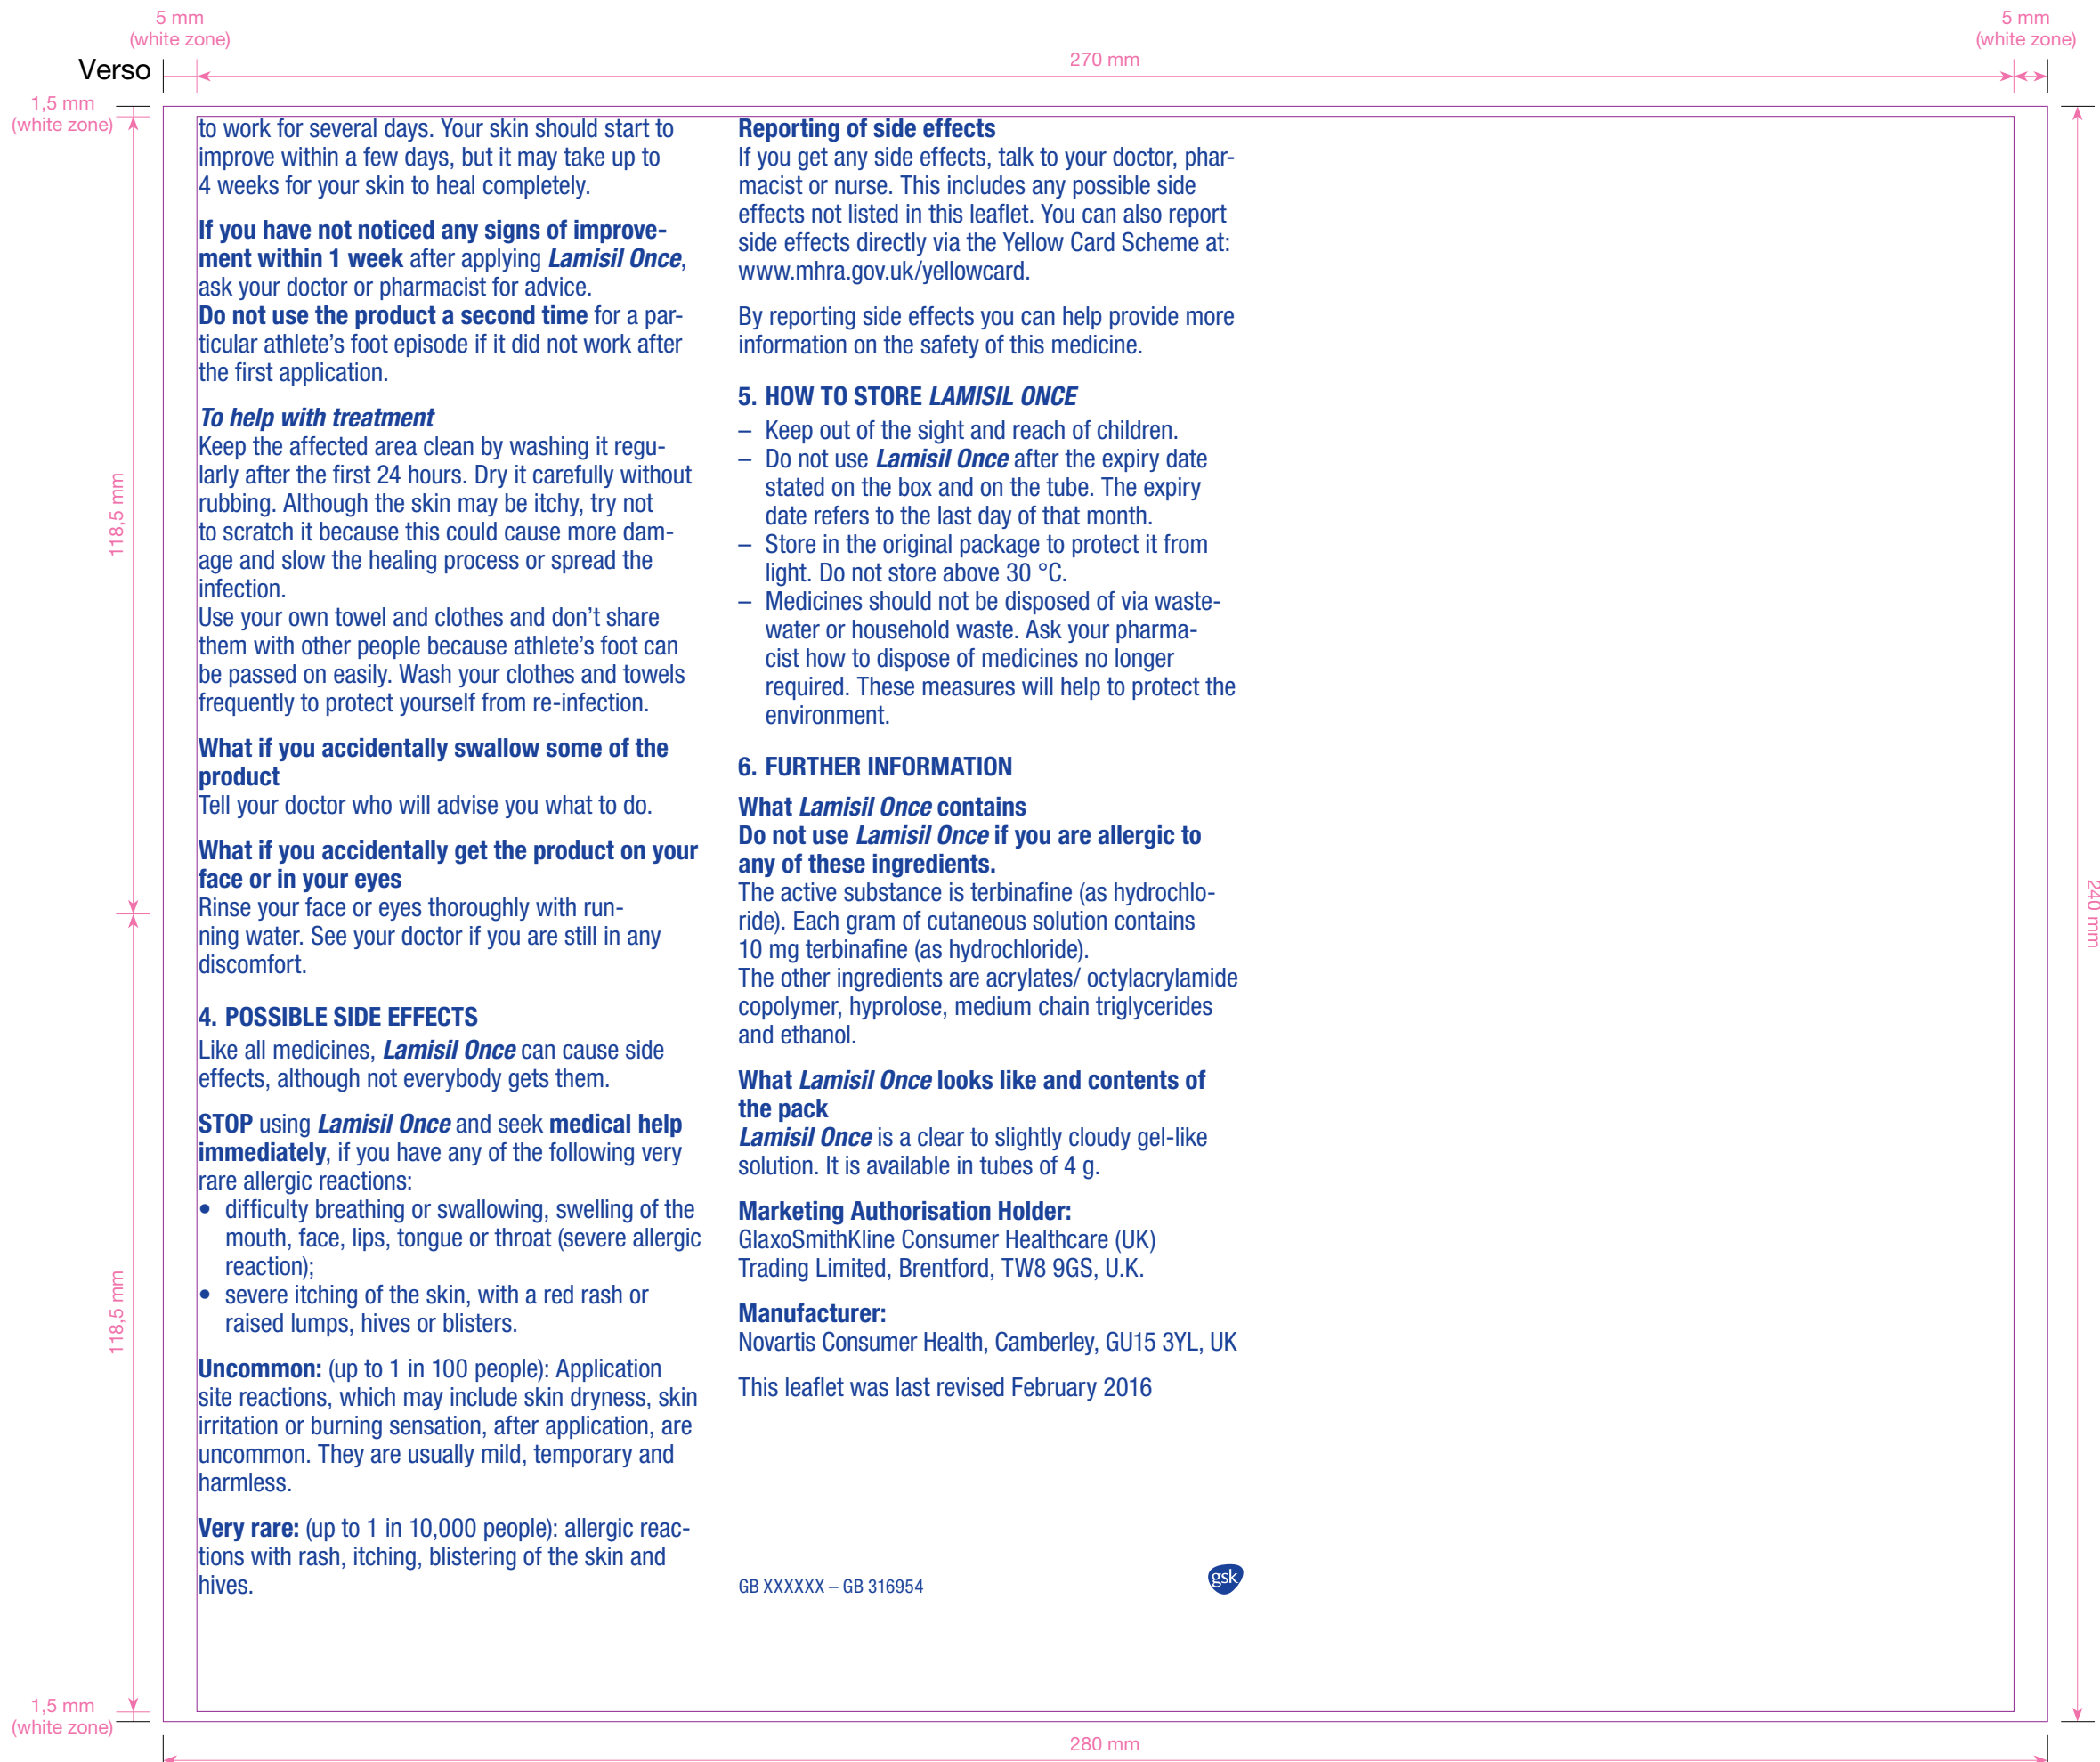 5 mm
(white zone)
5 mm
(white zone)
Verso
270 mm
1,5 mm
(white zone)
118,5 mm
118,5 mm
1,5 mm
(white zone)
to work for several days. Your skin should start to
improve within a few days, but it may take up to
4 weeks for your skin to heal completely.
If you have not noticed any signs of improve-
ment within 1 week after applying Lamisil Once,
ask your doctor or pharmacist for advice.
Do not use the product a second time for a par-
ticular athlete's foot episode if it did not work after
the first application.
To help with treatment
Keep the affected area clean by washing it regu-
larly after the first 24 hours. Dry it carefully without
rubbing. Although the skin may be itchy, try not
to scratch it because this could cause more dam-
age and slow the healing process or spread the
infection.
Use your own towel and clothes and don't share
them with other people because athlete's foot can
be passed on easily. Wash your clothes and towels
frequently to protect yourself from re-infection.
What if you accidentally swallow some of the
product
Tell your doctor who will advise you what to do.
What if you accidentally get the product on your
face or in your eyes
Rinse your face or eyes thoroughly with run-
ning water. See your doctor if you are still in any
discomfort.
4. POSSIBLE SIDE EFFECTS
Like all medicines, Lamisil Once can cause side
effects, although not everybody gets them.
STOP using Lamisil Once and seek medical help
immediately, if you have any of the following very
rare allergic reactions:
• difficulty breathing or swallowing, swelling of the
mouth, face, lips, tongue or throat (severe allergic
reaction);
• severe itching of the skin, with a red rash or
raised lumps, hives or blisters.
Uncommon: (up to 1 in 100 people): Application
site reactions, which may include skin dryness, skin
irritation or burning sensation, after application, are
uncommon. They are usually mild, temporary and
harmless.
Very rare: (up to 1 in 10,000 people): allergic reac-
tions with rash, itching, blistering of the skin and
hives.
Reporting of side effects
If you get any side effects, talk to your doctor, phar-
macist or nurse. This includes any possible side
effects not listed in this leaflet. You can also report
side effects directly via the Yellow Card Scheme at:
www.mhra.gov.uk/yellowcard.
By reporting side effects you can help provide more
information on the safety of this medicine.
5. HOW TO STORE LAMISIL ONCE
– Keep out of the sight and reach of children.
– Do not use Lamisil Once after the expiry date
stated on the box and on the tube. The expiry
date refers to the last day of that month.
– Store in the original package to protect it from
light. Do not store above 30 °C.
– Medicines should not be disposed of via waste-
water or household waste. Ask your pharma-
cist how to dispose of medicines no longer
required. These measures will help to protect the
environment.
6. FURTHER INFORMATION
What Lamisil Once contains
Do not use Lamisil Once if you are allergic to
any of these ingredients.
The active substance is terbinafine (as hydrochlo-
ride). Each gram of cutaneous solution contains
10 mg terbinafine (as hydrochloride).
The other ingredients are acrylates/ octylacrylamide
copolymer, hyprolose, medium chain triglycerides
and ethanol.
What Lamisil Once looks like and contents of
the pack
Lamisil Once is a clear to slightly cloudy gel-like
solution. It is available in tubes of 4 g.
Marketing Authorisation Holder:
GlaxoSmithKline Consumer Healthcare (UK)
Trading Limited, Brentford, TW8 9GS, U.K.
Manufacturer:
Novartis Consumer Health, Camberley, GU15 3YL, UK
This leaflet was last revised February 2016
GB XXXXXX – GB 316954
gsk
240 mm
280 mm